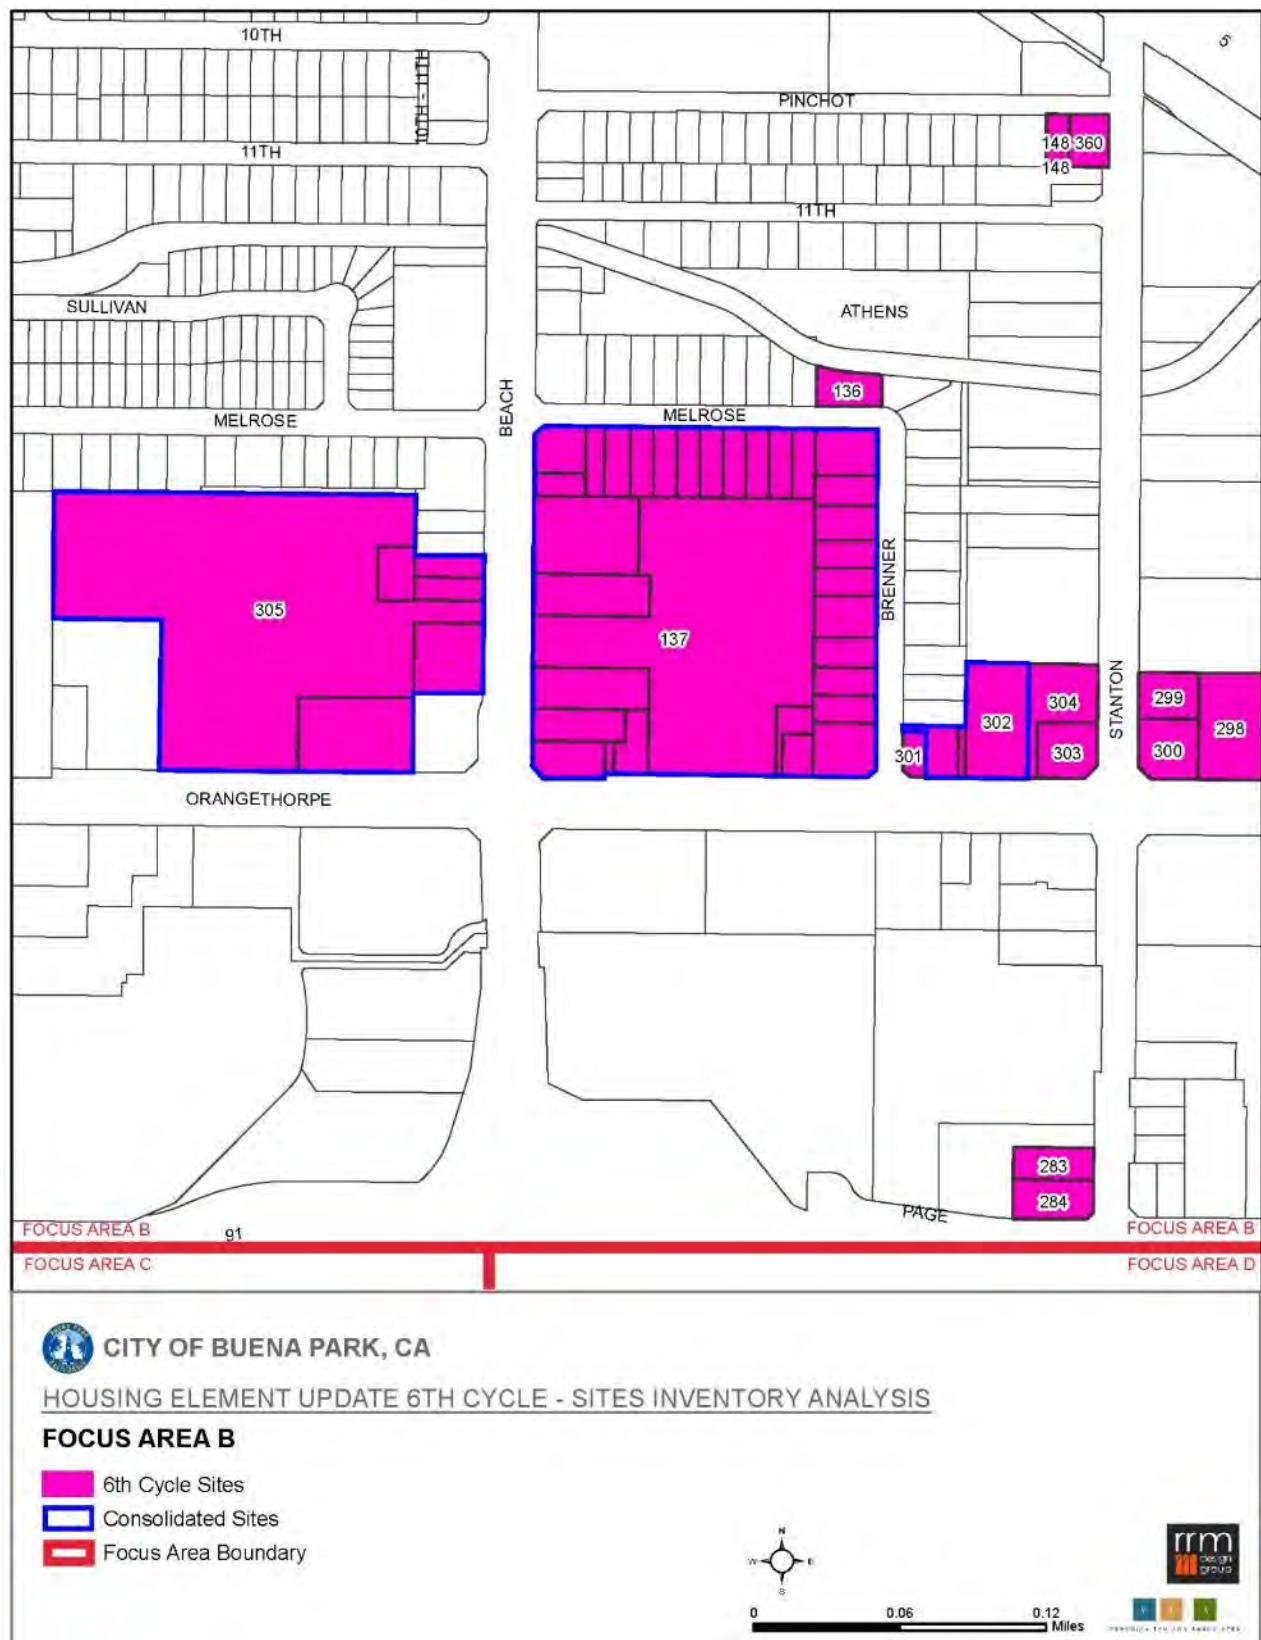 10TH
10TH - 11TH
5
PINCHOT
11TH
148 360
148
11TH
SULLIVAN
ATHENS
136
BEACH
MELROSE
MELROSE
BRENNER
305
137
STANTON
304
299
302
298
301
303
300
ORANGETHORPE
283
284
PAGE
91
FOCUS AREA B
FOCUS AREA B
FOCUS AREA C
FOCUS AREA D
CITY OF BUENA PARK, CA
HOUSING ELEMENT UPDATE 6TH CYCLE - SITES INVENTORY ANALYSIS
FOCUS AREA B
6th Cycle Sites
Consolidated Sites
Focus Area Boundary
N
W E
S
rrm
design
group
0 0.06 0.12
Miles